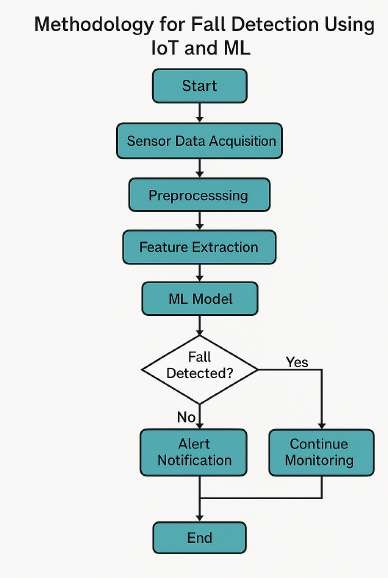 Methodology for Fall Detection Using
IoT and ML
Start
Sensor Data Acquisition
Preprocesssing
Feature Extraction
ML Model
Fall
Detected?
Yes
No
Alert
Notification
Continue
Monitoring
End